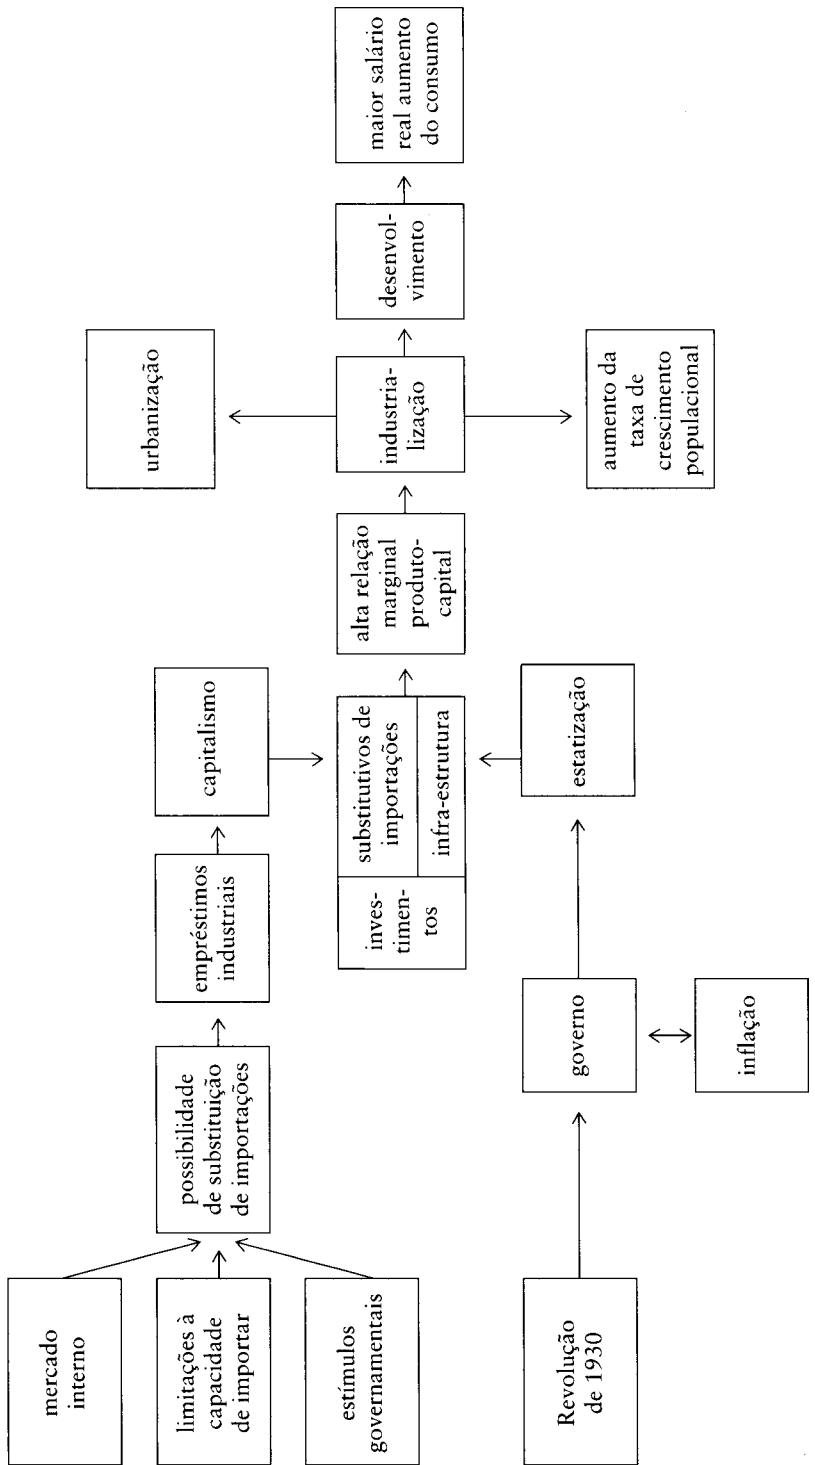 mercado
interno
limitações à
capacidade
de importar
estímulos
governamentais
Revolução
de 1930
possibilidade
de substituição
de importações
empréstimos
industriais
capitalismo
governo
inflação
estatização
inves-
timen-
tos
substitutivos de
importações
infra-estrutura
alta relação
marginal
produto-
capital
industria-
lização
urbanização
aumento da
taxa de
crescimento
populacional
desenvol-
vimento
maior salário
real aumento
do consumo